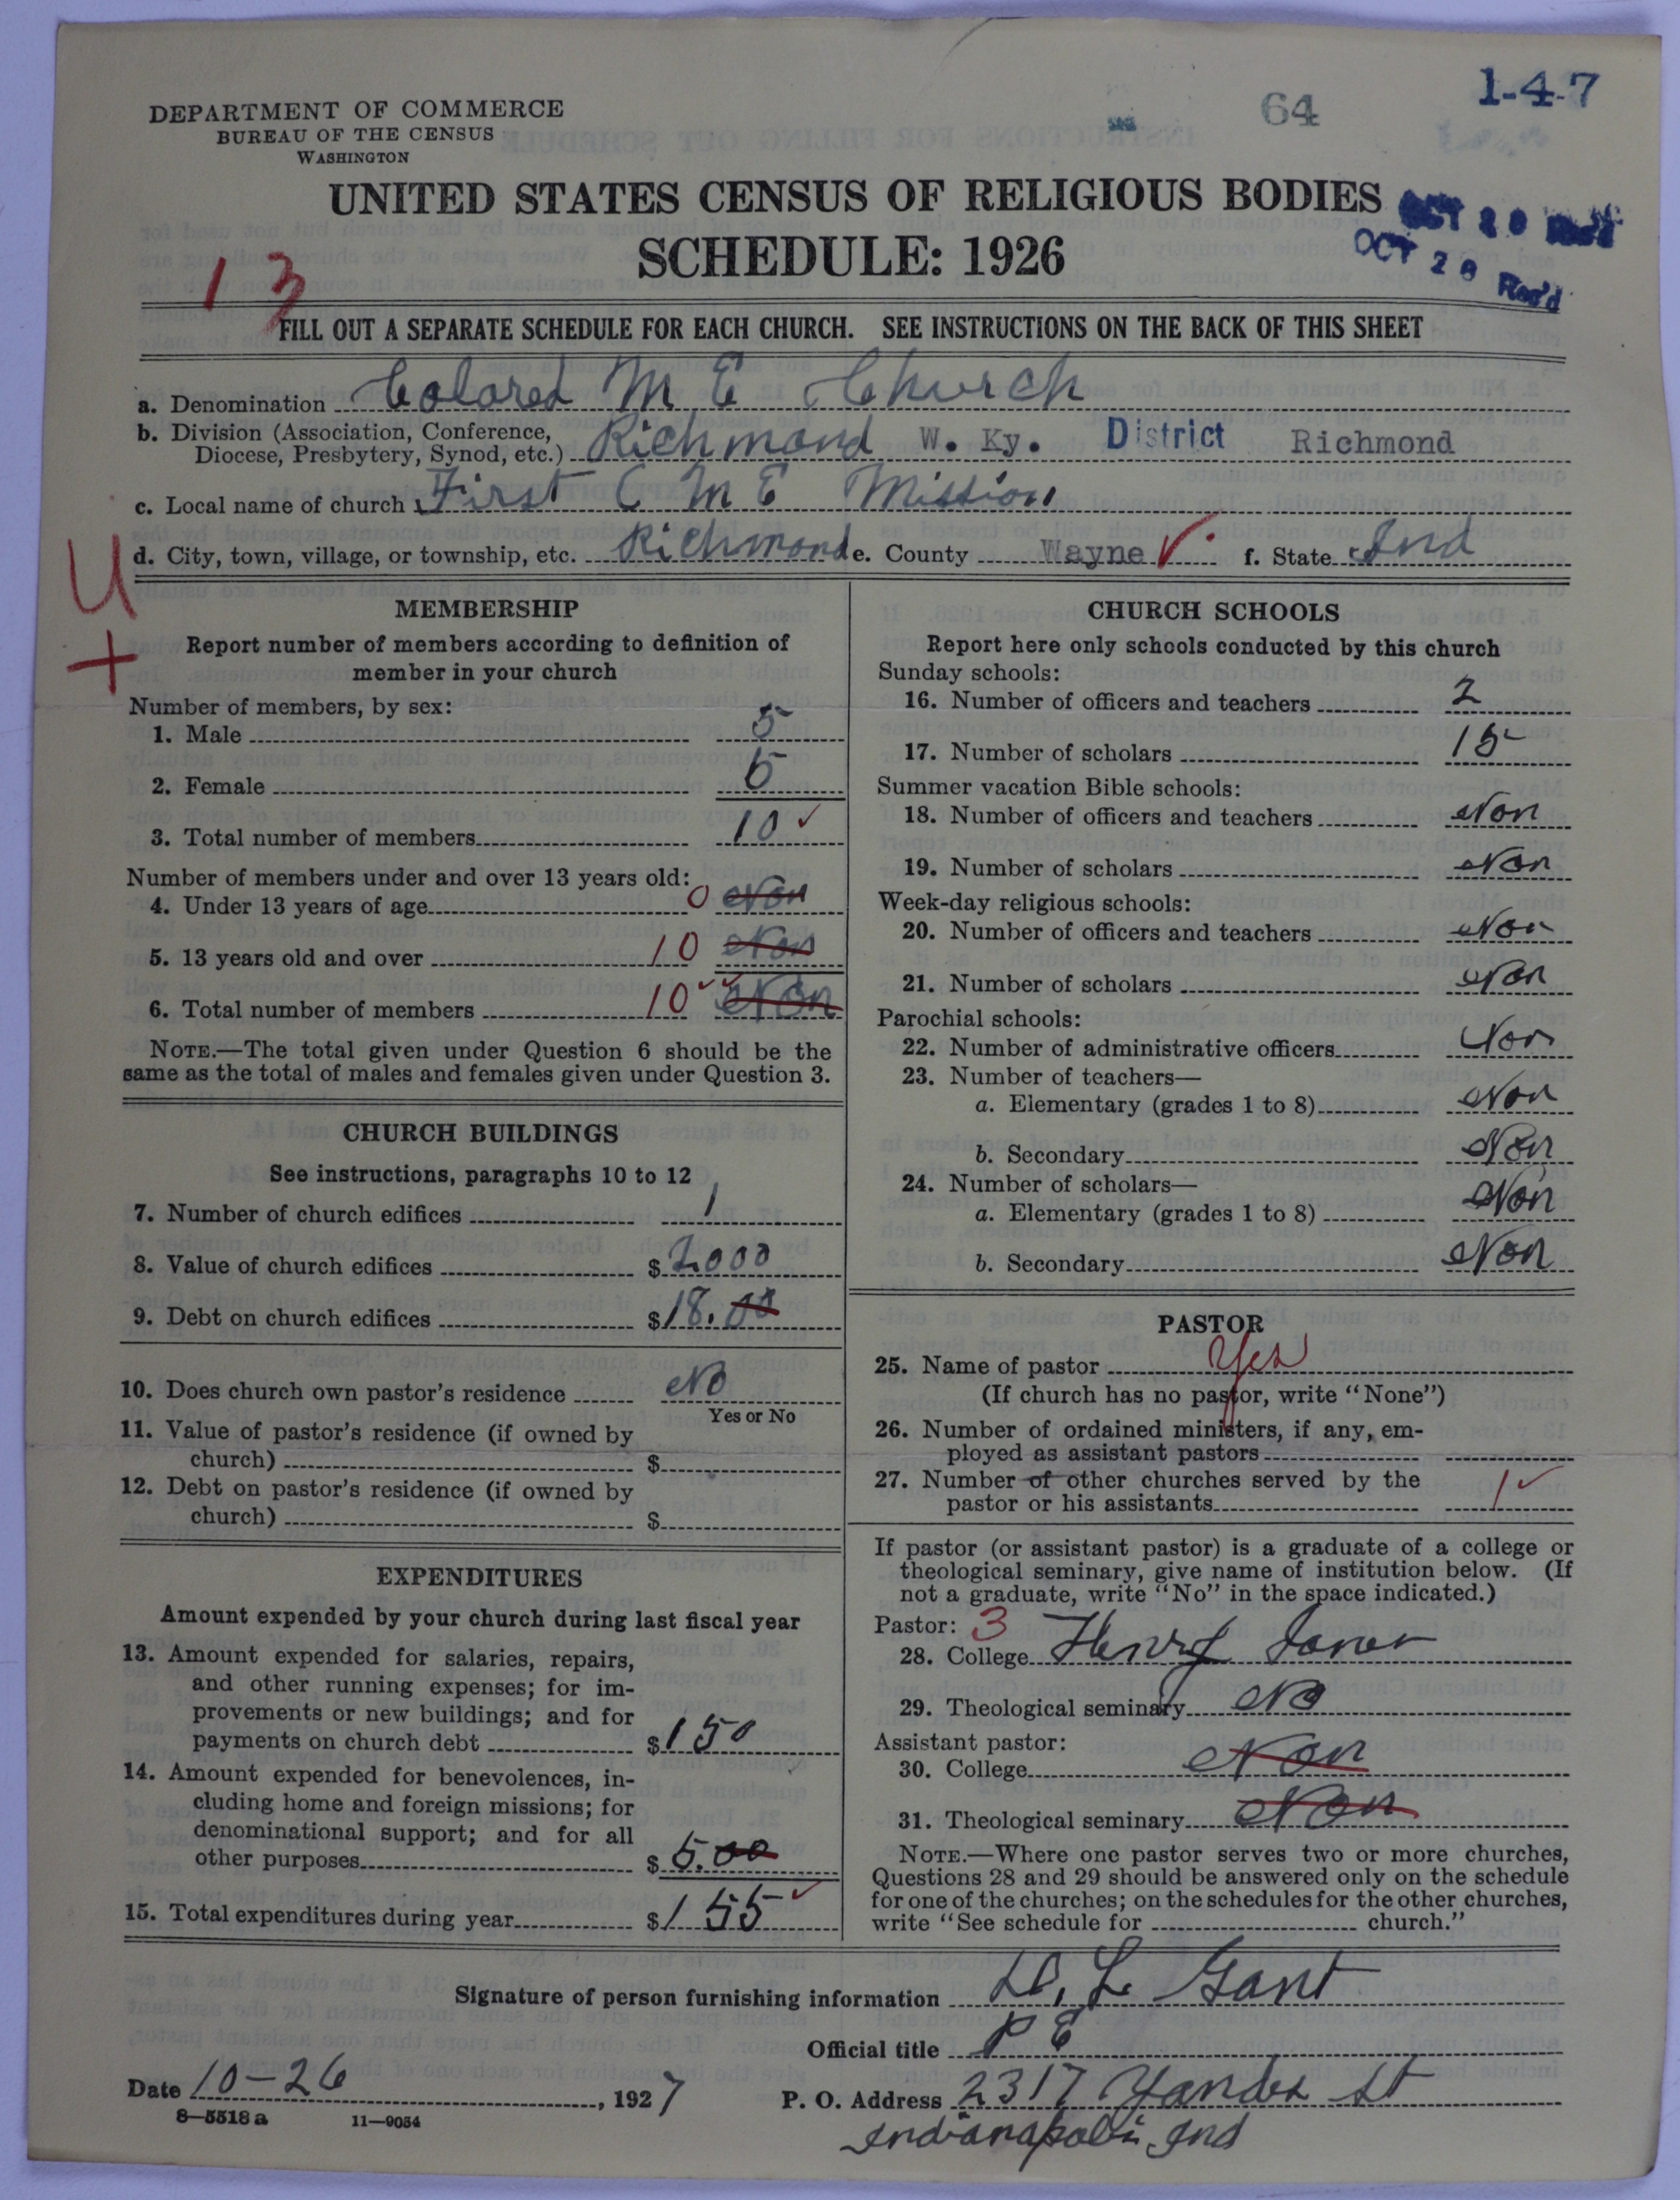 DEPARTMENT OF COMMERCE
BUREAU OF THE CENSUS
WASHINGTON
64
1-4-7
UNITED STATES CENSUS OF RELIGIOUS BODIES
SCHEDULE: 1926
OCT 28 Rec'd
OCT 28 Rec'd
13
FILL OUT A SEPARATE SCHEDULE FOR EACH CHURCH. SEE INSTRUCTIONS ON THE BACK OF THIS SHEET
a. Denomination Colored M E Church
b. Division (Association, Conference, Diocese, Presbytery, Synod, etc.) Richmond W. Ky. District Richmond
c. Local name of church First C M E Mission
d. City, town, village, or township, etc. Richmond e. County Wayne f. State Ind
U
+
MEMBERSHIP
Report number of members according to definition of
member in your church
Number of members, by sex:
1. Male 5
2. Female 5
3. Total number of members 10
Number of members under and over 13 years old:
4. Under 13 years of age 0 Non
5. 13 years old and over 10 Non
6. Total number of members 10 Non
NOTE.—The total given under Question 6 should be the
same as the total of males and females given under Question 3.
CHURCH BUILDINGS
See instructions, paragraphs 10 to 12
7. Number of church edifices 1
8. Value of church edifices $2000
9. Debt on church edifices $18.00
10. Does church own pastor's residence No
Yes or No
11. Value of pastor's residence (if owned by
church) $
12. Debt on pastor's residence (if owned by
church) $
EXPENDITURES
Amount expended by your church during last fiscal year
13. Amount expended for salaries, repairs,
and other running expenses; for im-
provements or new buildings; and for
payments on church debt $150
14. Amount expended for benevolences, in-
cluding home and foreign missions; for
denominational support; and for all
other purposes $5.00
15. Total expenditures during year $155
CHURCH SCHOOLS
Report here only schools conducted by this church
Sunday schools:
16. Number of officers and teachers 2
17. Number of scholars 15
Summer vacation Bible schools:
18. Number of officers and teachers Non
19. Number of scholars Non
Week-day religious schools:
20. Number of officers and teachers Non
21. Number of scholars Non
Parochial schools:
22. Number of administrative officers Non
23. Number of teachers—
a. Elementary (grades 1 to 8) Non
b. Secondary Non
24. Number of scholars—
a. Elementary (grades 1 to 8) Non
b. Secondary Non
PASTOR
25. Name of pastor Yes
(If church has no pastor, write "None")
26. Number of ordained ministers, if any, em-
ployed as assistant pastors
27. Number of other churches served by the
pastor or his assistants 1
If pastor (or assistant pastor) is a graduate of a college or
theological seminary, give name of institution below. (If
not a graduate, write "No" in the space indicated.)
Pastor: 3
28. College Henry
29. Theological seminary No
Assistant pastor:
30. College Non
31. Theological seminary Non
NOTE.—Where one pastor serves two or more churches,
Questions 28 and 29 should be answered only on the schedule
for one of the churches; on the schedules for the other churches,
write "See schedule for church."
Signature of person furnishing information L. Gant
Official title P E
Date 10-26, 1927 P. O. Address 2317 Yandes St
8-5518 a 11-9054 Indianapolis Ind